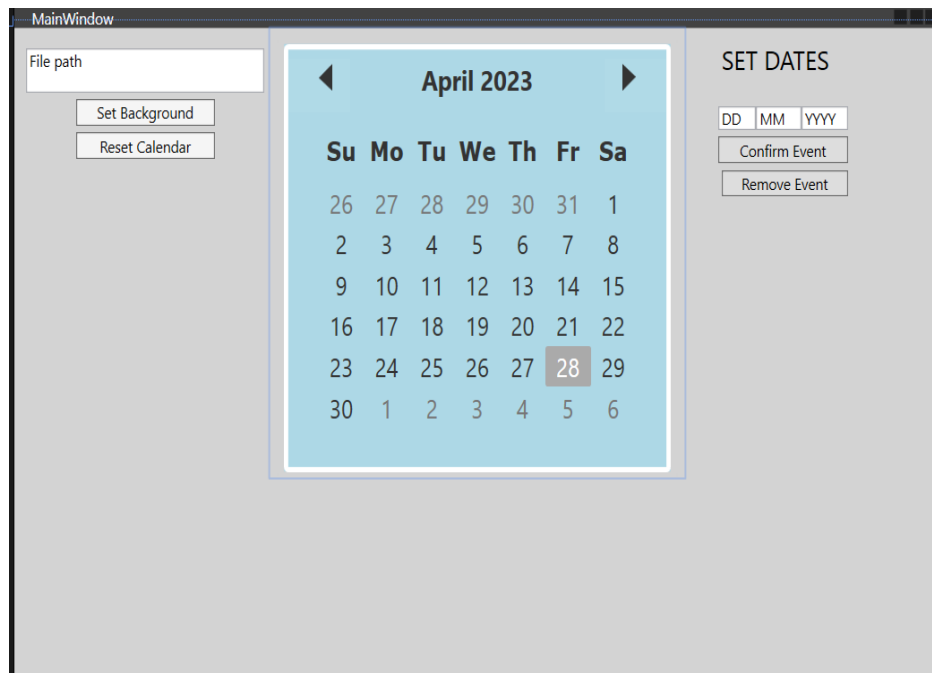 MainWindow
File path
Set Background
Reset Calendar
April 2023
Su Mo Tu We Th Fr Sa
26 27 28 29 30 31 1
2 3 4 5 6 7 8
9 10 11 12 13 14 15
16 17 18 19 20 21 22
23 24 25 26 27 28 29
30 1 2 3 4 5 6
SET DATES
DD MM YYYY
Confirm Event
Remove Event